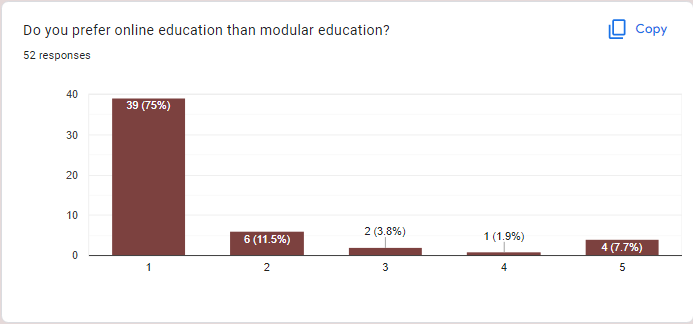 Do you prefer online education than modular education?
Copy
52 responses
40
30
20
10
0
39 (75%)
6 (11.5%)
2 (3.8%)
1 (1.9%)
4 (7.7%)
1 2 3 4 5